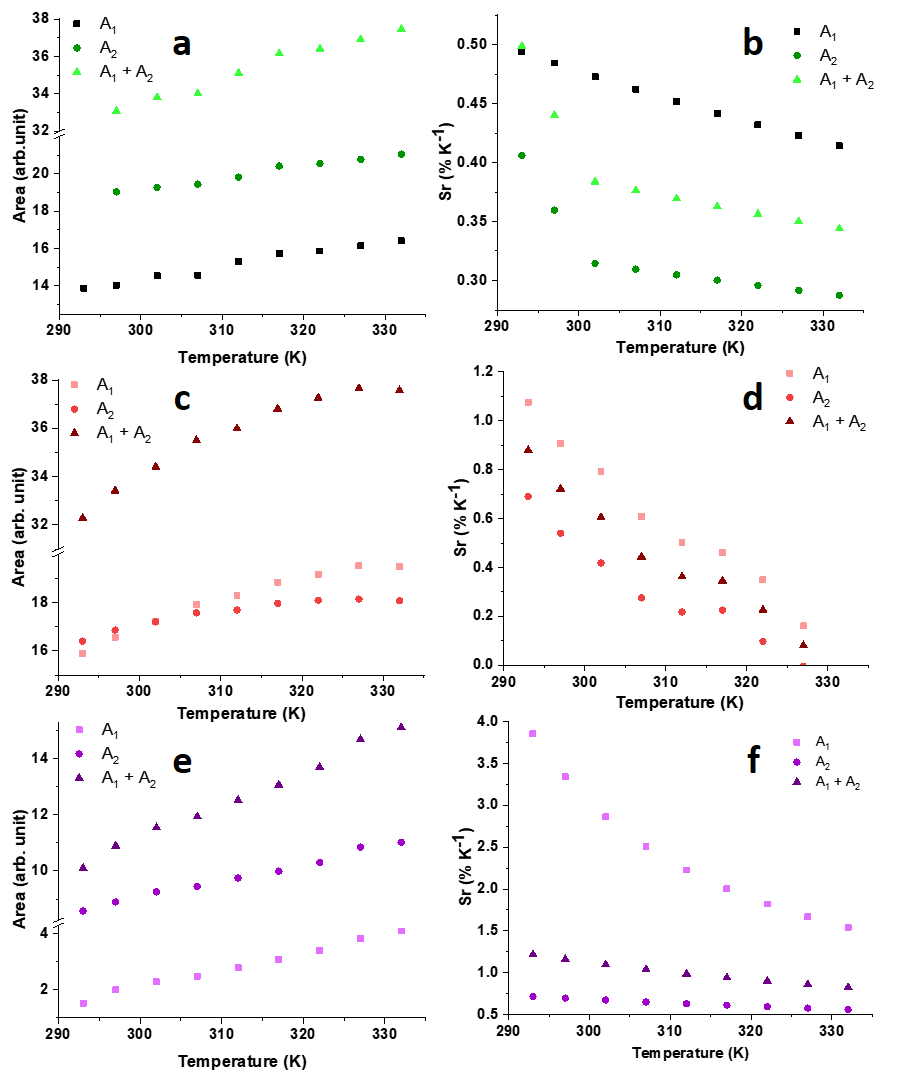 a
A₁
A₂
A₁ + A₂
Area (arb.unit)
38
36
34
32
20
18
16
14
290
300
310
320
330
Temperature (K)
b
A₁
A₂
A₁ + A₂
Sr (% K⁻¹)
0.50
0.45
0.40
0.35
0.30
290
300
310
320
330
Temperature (K)
c
A₁
A₂
A₁ + A₂
Area (arb. unit)
38
36
34
32
18
16
290
300
310
320
330
Temperature (K)
d
A₁
A₂
A₁ + A₂
Sr (% K⁻¹)
1.2
1.0
0.8
0.6
0.4
0.2
0.0
290
300
310
320
330
Temperature (K)
e
A₁
A₂
A₁ + A₂
Area (arb. unit)
14
12
10
4
2
290
300
310
320
330
Temperature (K)
f
A₁
A₂
A₁ + A₂
Sr (% K⁻¹)
4.0
3.5
3.0
2.5
2.0
1.5
1.0
0.5
290
300
310
320
330
Temperature (K)